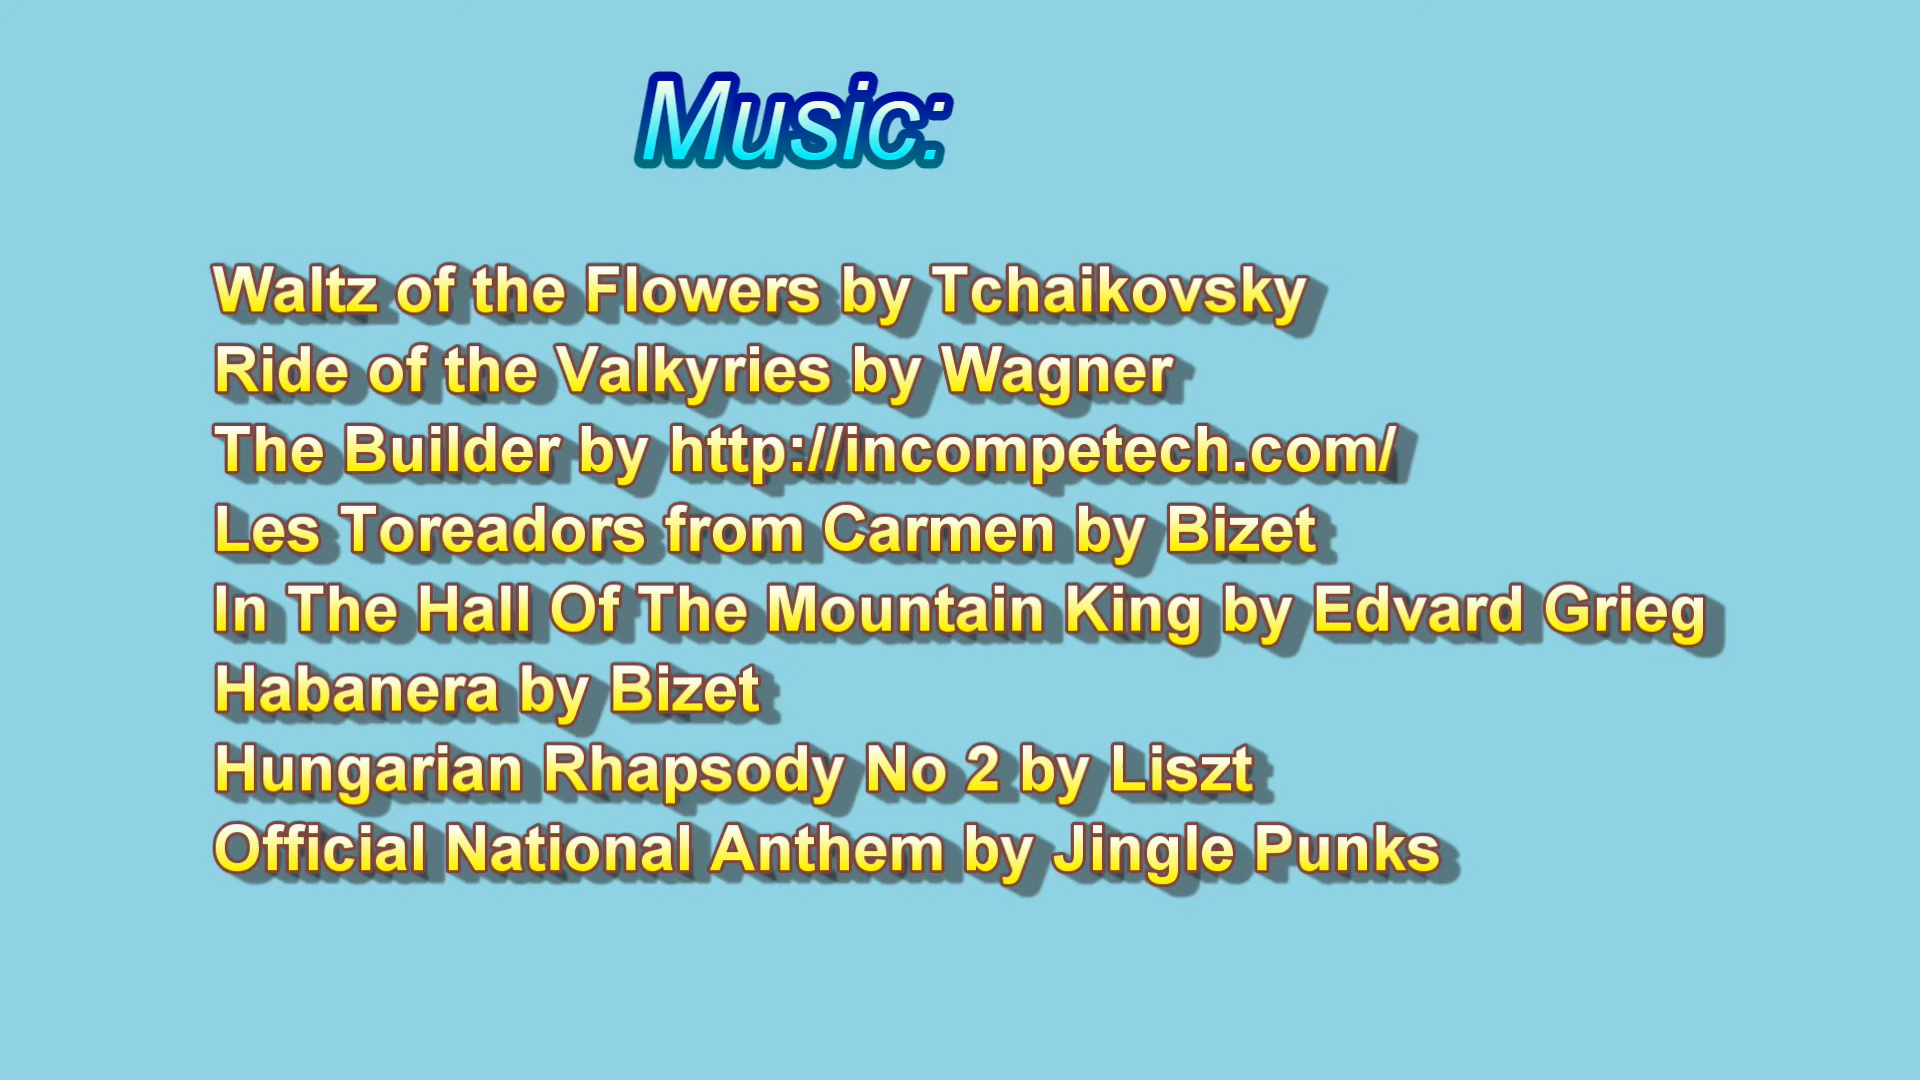 Music:
Waltz of the Flowers by Tchaikovsky
Ride of the Valkyries by Wagner
The Builder by http://incompetech.com/
Les Toreadors from Carmen by Bizet
In The Hall Of The Mountain King by Edvard Grieg
Habanera by Bizet
Hungarian Rhapsody No 2 by Liszt
Official National Anthem by Jingle Punks